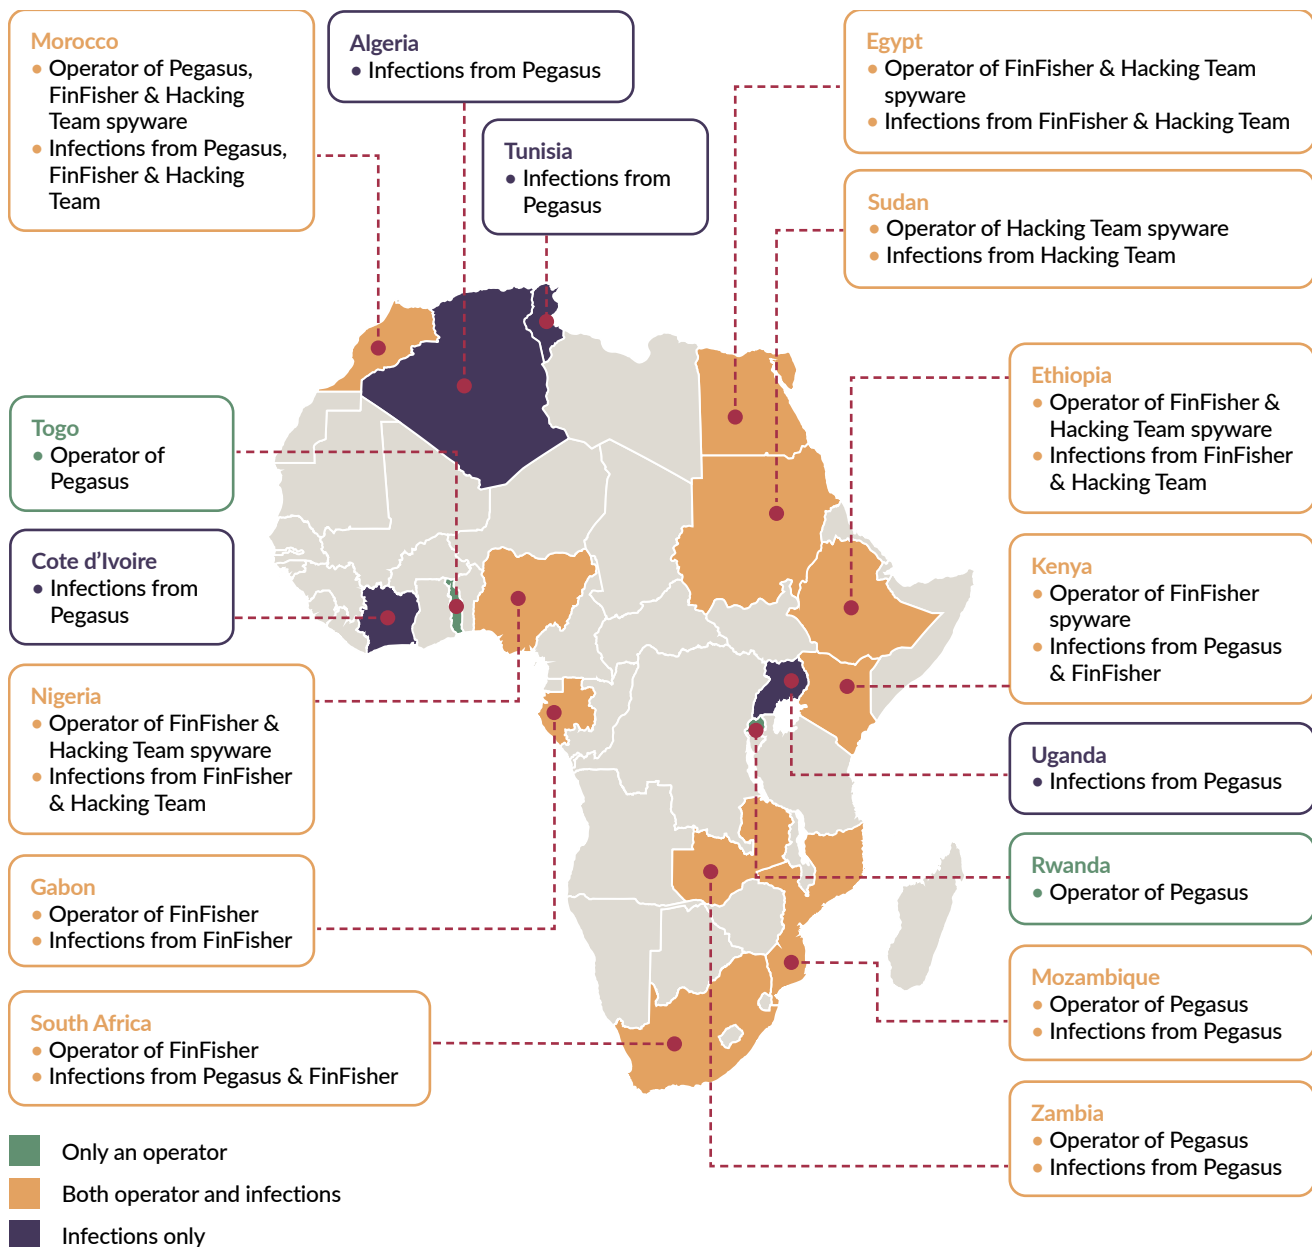 Morocco
• Operator of Pegasus,
FinFisher & Hacking
Team spyware
• Infections from Pegasus,
FinFisher & Hacking
Team
Algeria
• Infections from Pegasus
Tunisia
• Infections from
Pegasus
Egypt
• Operator of FinFisher & Hacking Team
spyware
• Infections from FinFisher & Hacking Team
Sudan
• Operator of Hacking Team spyware
• Infections from Hacking Team
Togo
• Operator of
Pegasus
Cote d’Ivoire
• Infections from
Pegasus
Nigeria
• Operator of FinFisher &
Hacking Team spyware
• Infections from FinFisher
& Hacking Team
Gabon
• Operator of FinFisher
• Infections from FinFisher
South Africa
• Operator of FinFisher
• Infections from Pegasus & FinFisher
Ethiopia
• Operator of FinFisher &
Hacking Team spyware
• Infections from FinFisher
& Hacking Team
Kenya
• Operator of FinFisher
spyware
• Infections from Pegasus
& FinFisher
Uganda
• Infections from Pegasus
Rwanda
• Operator of Pegasus
Mozambique
• Operator of Pegasus
• Infections from Pegasus
Zambia
• Operator of Pegasus
• Infections from Pegasus
Only an operator
Both operator and infections
Infections only